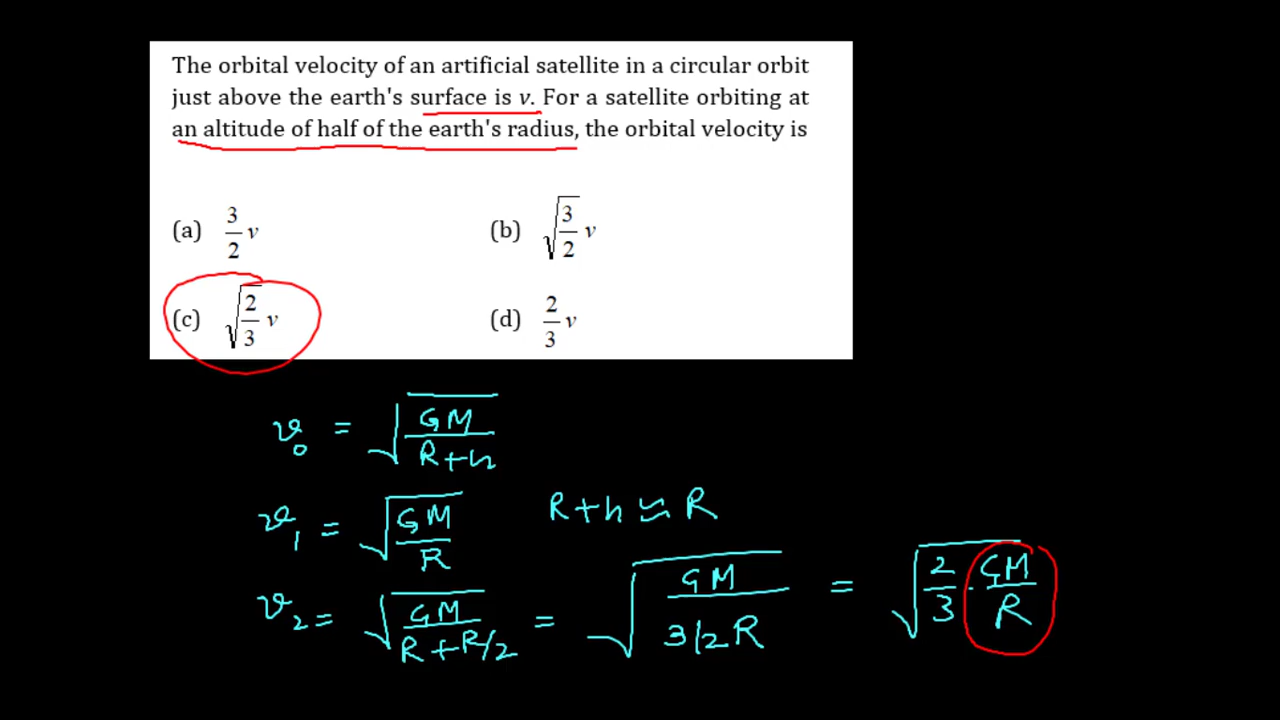 The orbital velocity of an artificial satellite in a circular orbit
just above the earth's surface is v. For a satellite orbiting at
an altitude of half of the earth's radius, the orbital velocity is
(a) 3/2 v
(b) √(3/2) v
(c) √(2/3) v
(d) 2/3 v
v₀ = √(GM/(R+h))
v₁ = √(GM/R) R+h ≈ R
v₂ = √(GM/(R+R/2)) = √(GM/(3/2 R)) = √(2/3 · GM/R)